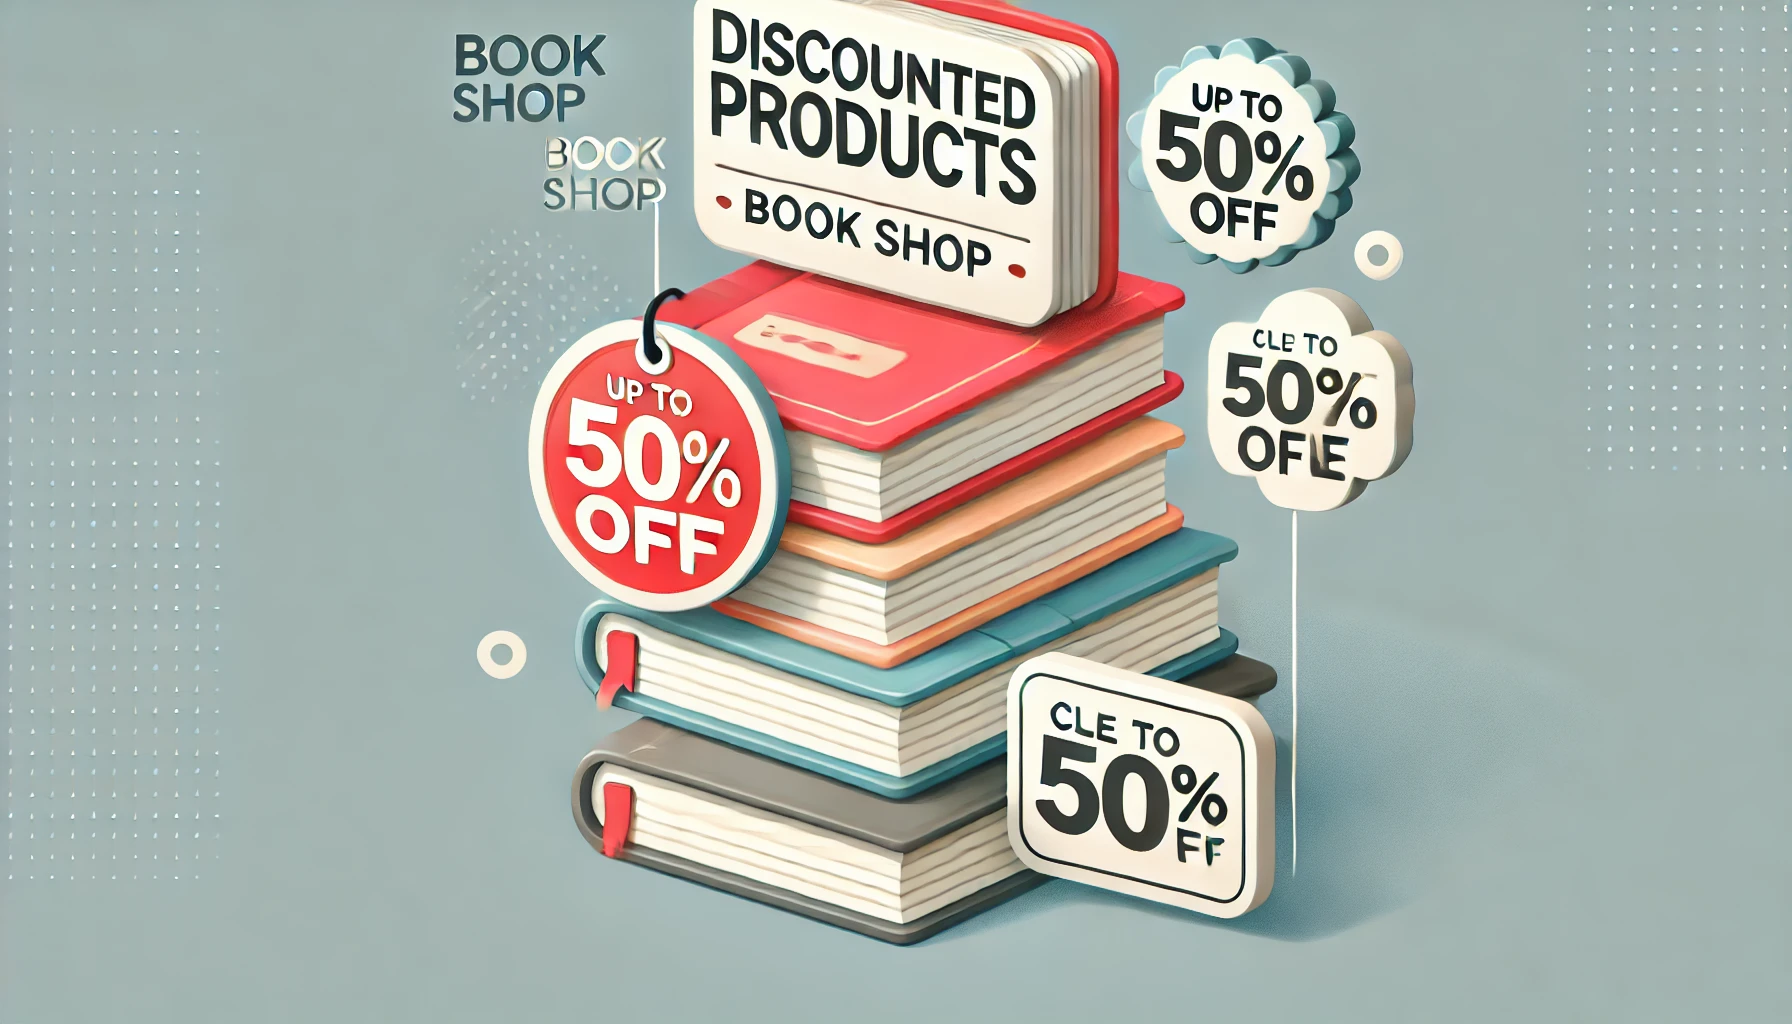 BOOK
SHOP
BOOK
SHOP
DISCOUNTED
PRODUCTS
BOOK SHOP
UP TO
50%
OFF
CLE TO
50%
OFLE
UP TO
50%
OFF
CLE TO
50%
FF